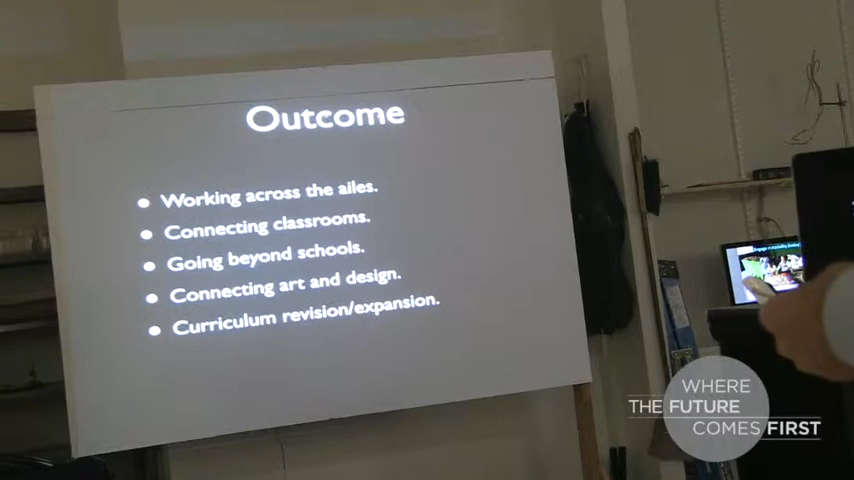 Outcome
Working across the ailes.
Connecting classrooms.
Going beyond schools.
Connecting art and design.
Curriculum revision/expansion.
WHERE
THE FUTURE
COMES FIRST